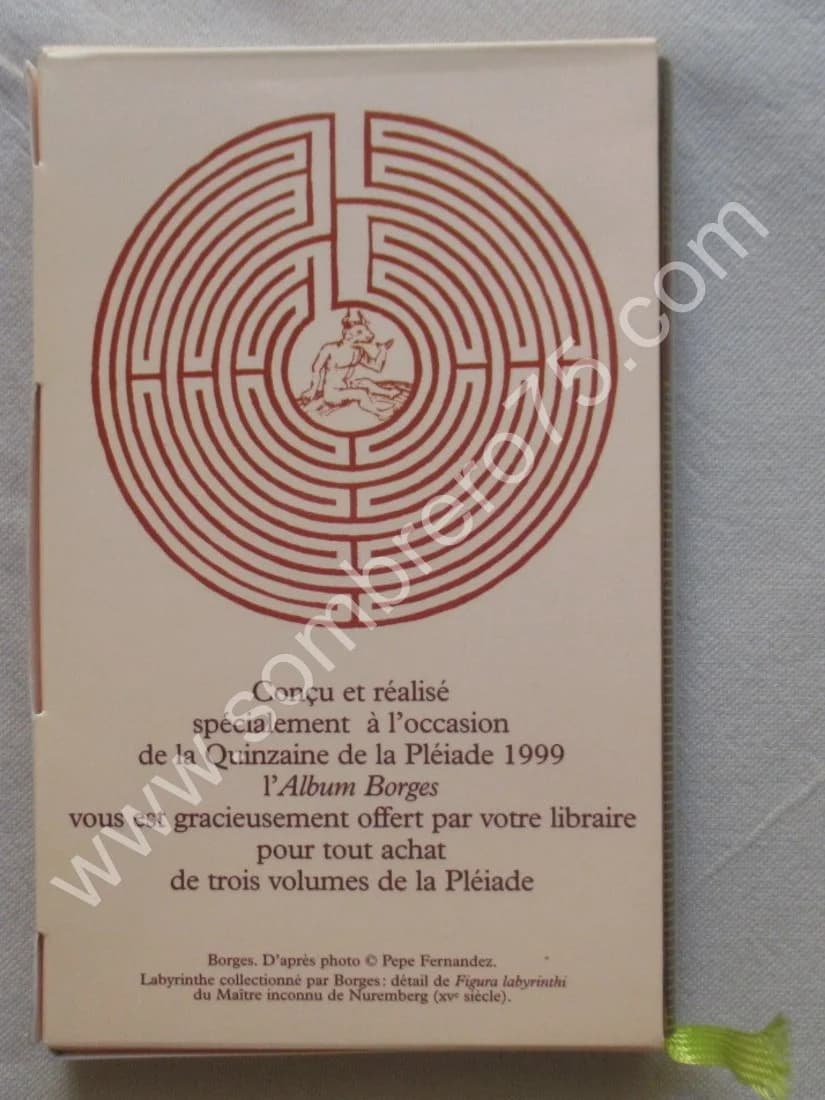 Conçu et réalisé
spécialement à l'occasion
de la Quinzaine de la Pléiade 1999
l'Album Borges
vous est gracieusement offert par votre libraire
pour tout achat
de trois volumes de la Pléiade
Borges. D'après photo © Pepe Fernandez.
Labyrinthe collectionné par Borges : détail de Figura labyrinthi
du Maître inconnu de Nuremberg (XVe siècle).
www.sombrero75.com